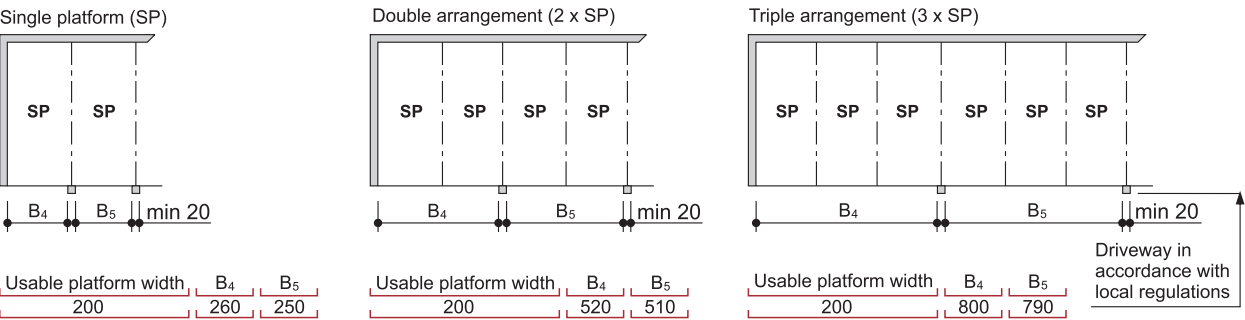 Single platform (SP)
SP SP
B4 B5 min 20
Usable platform width B4 B5
200 260 250
Double arrangement (2 x SP)
SP SP SP SP
B4 B5 min 20
Usable platform width B4 B5
200 520 510
Triple arrangement (3 x SP)
SP SP SP SP SP SP
B4 B5 min 20
Usable platform width B4 B5
200 800 790
Driveway in
accordance with
local regulations